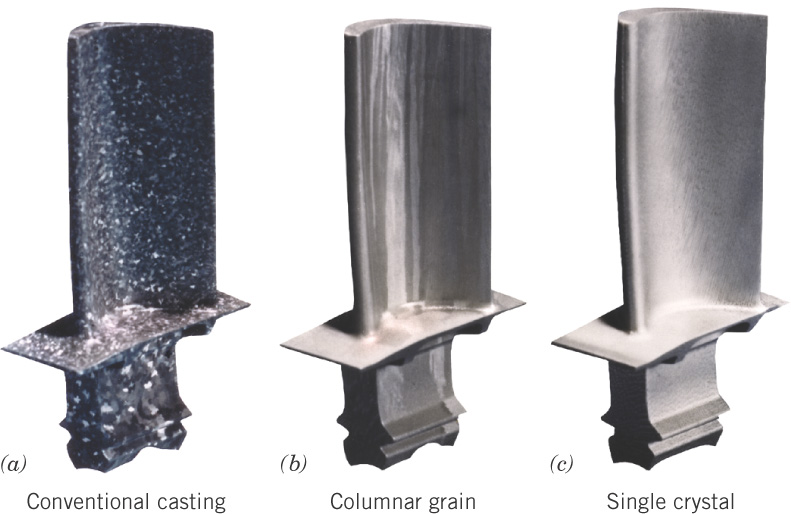 (a)
Conventional casting
(b)
Columnar grain
(c)
Single crystal